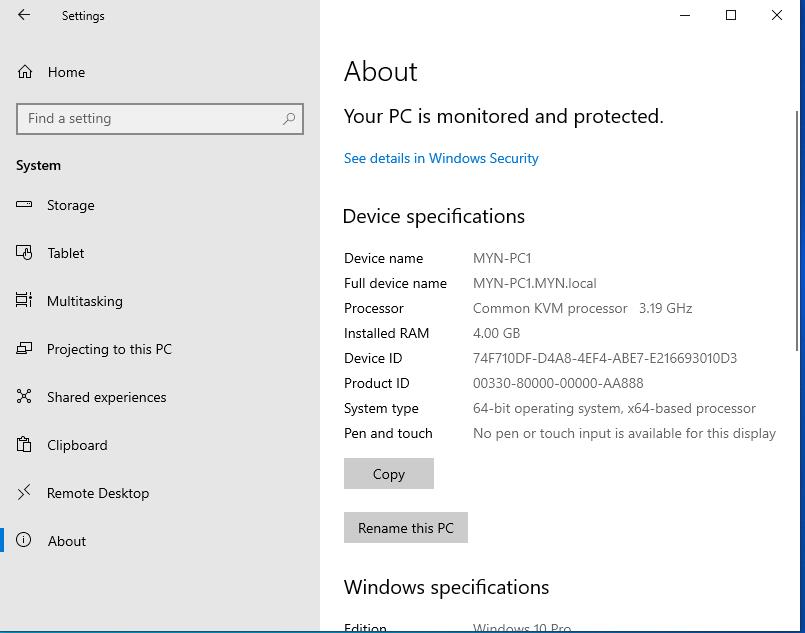 Settings
Home
Find a setting
System
Storage
Tablet
Multitasking
Projecting to this PC
Shared experiences
Clipboard
Remote Desktop
About
About
Your PC is monitored and protected.
See details in Windows Security
Device specifications
Device name MYN-PC1
Full device name MYN-PC1.MYN.local
Processor Common KVM processor 3.19 GHz
Installed RAM 4.00 GB
Device ID 74F710DF-D4A8-4EF4-ABE7-E216693010D3
Product ID 00330-80000-00000-AA888
System type 64-bit operating system, x64-based processor
Pen and touch No pen or touch input is available for this display
Copy
Rename this PC
Windows specifications
Edition Windows 10 Pro